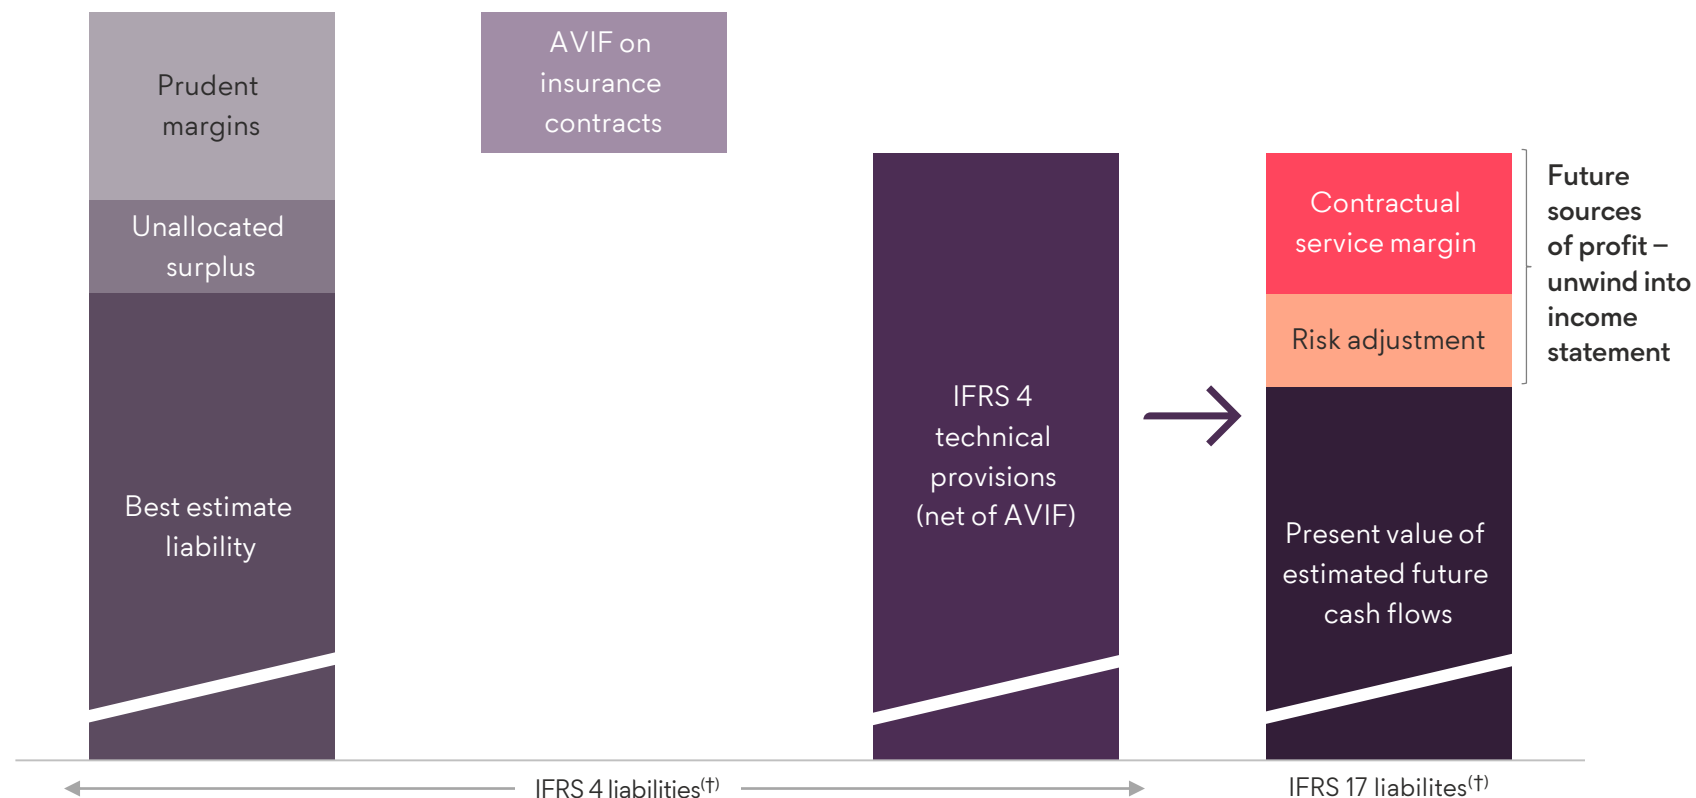 Prudent
margins
Unallocated
surplus
Best estimate
liability
AVIF on
insurance
contracts
IFRS 4
technical
provisions
(net of AVIF)
Contractual
service margin
Risk adjustment
Present value of
estimated future
cash flows
Future
sources
of profit –
unwind into
income
statement
IFRS 4 liabilities(†)
IFRS 17 liabilites(†)